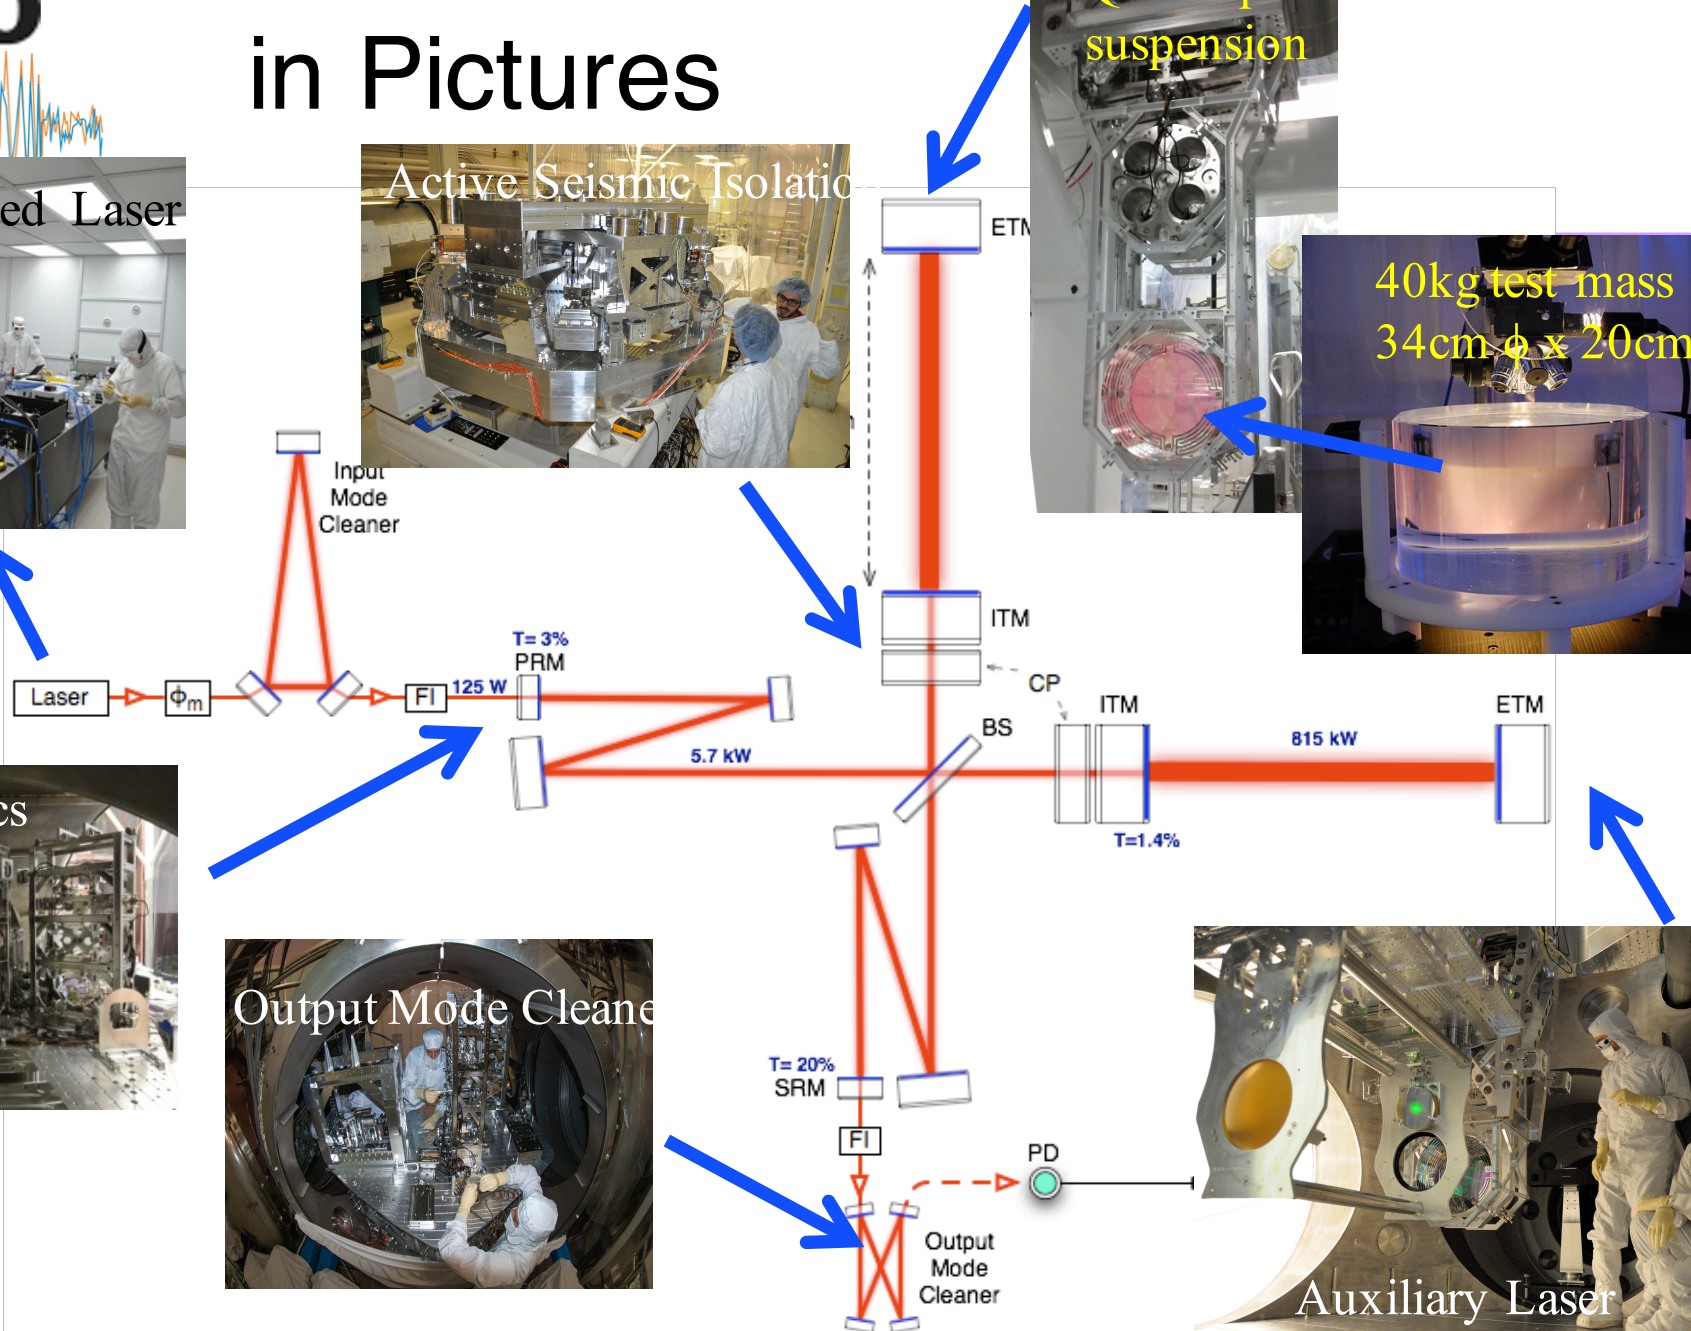 in Pictures
suspension
ed Laser
Active Seismic Isolation
ETM
40kg test mass
34cm ϕ x 20cm
Input
Mode
Cleaner
ITM
T= 3%
PRM
Laser
ϕm
FI
125 W
CP
ITM
ETM
BS
5.7 kW
815 kW
T=1.4%
cs
Output Mode Cleane
T= 20%
SRM
FI
PD
Output
Mode
Cleaner
Auxiliary Laser